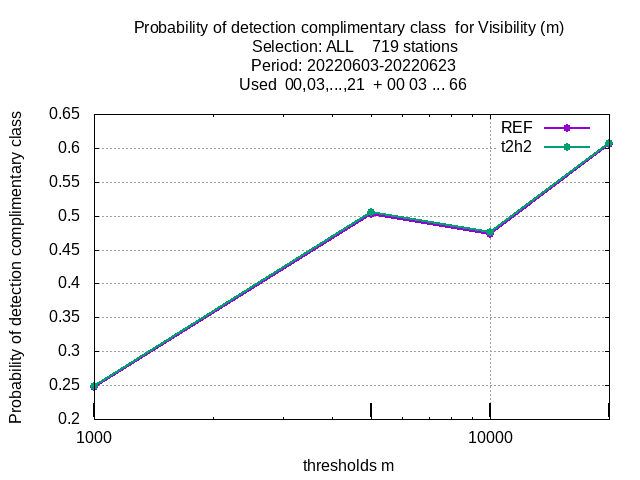 Probability of detection complimentary class  for Visibility (m)
Selection: ALL    719 stations
Period: 20220603-20220623
Used  00,03,...,21  + 00 03 ... 66
Probability of detection complimentary class
0.65
0.6
0.55
0.5
0.45
0.4
0.35
0.3
0.25
0.2
REF
t2h2
1000
10000
thresholds m